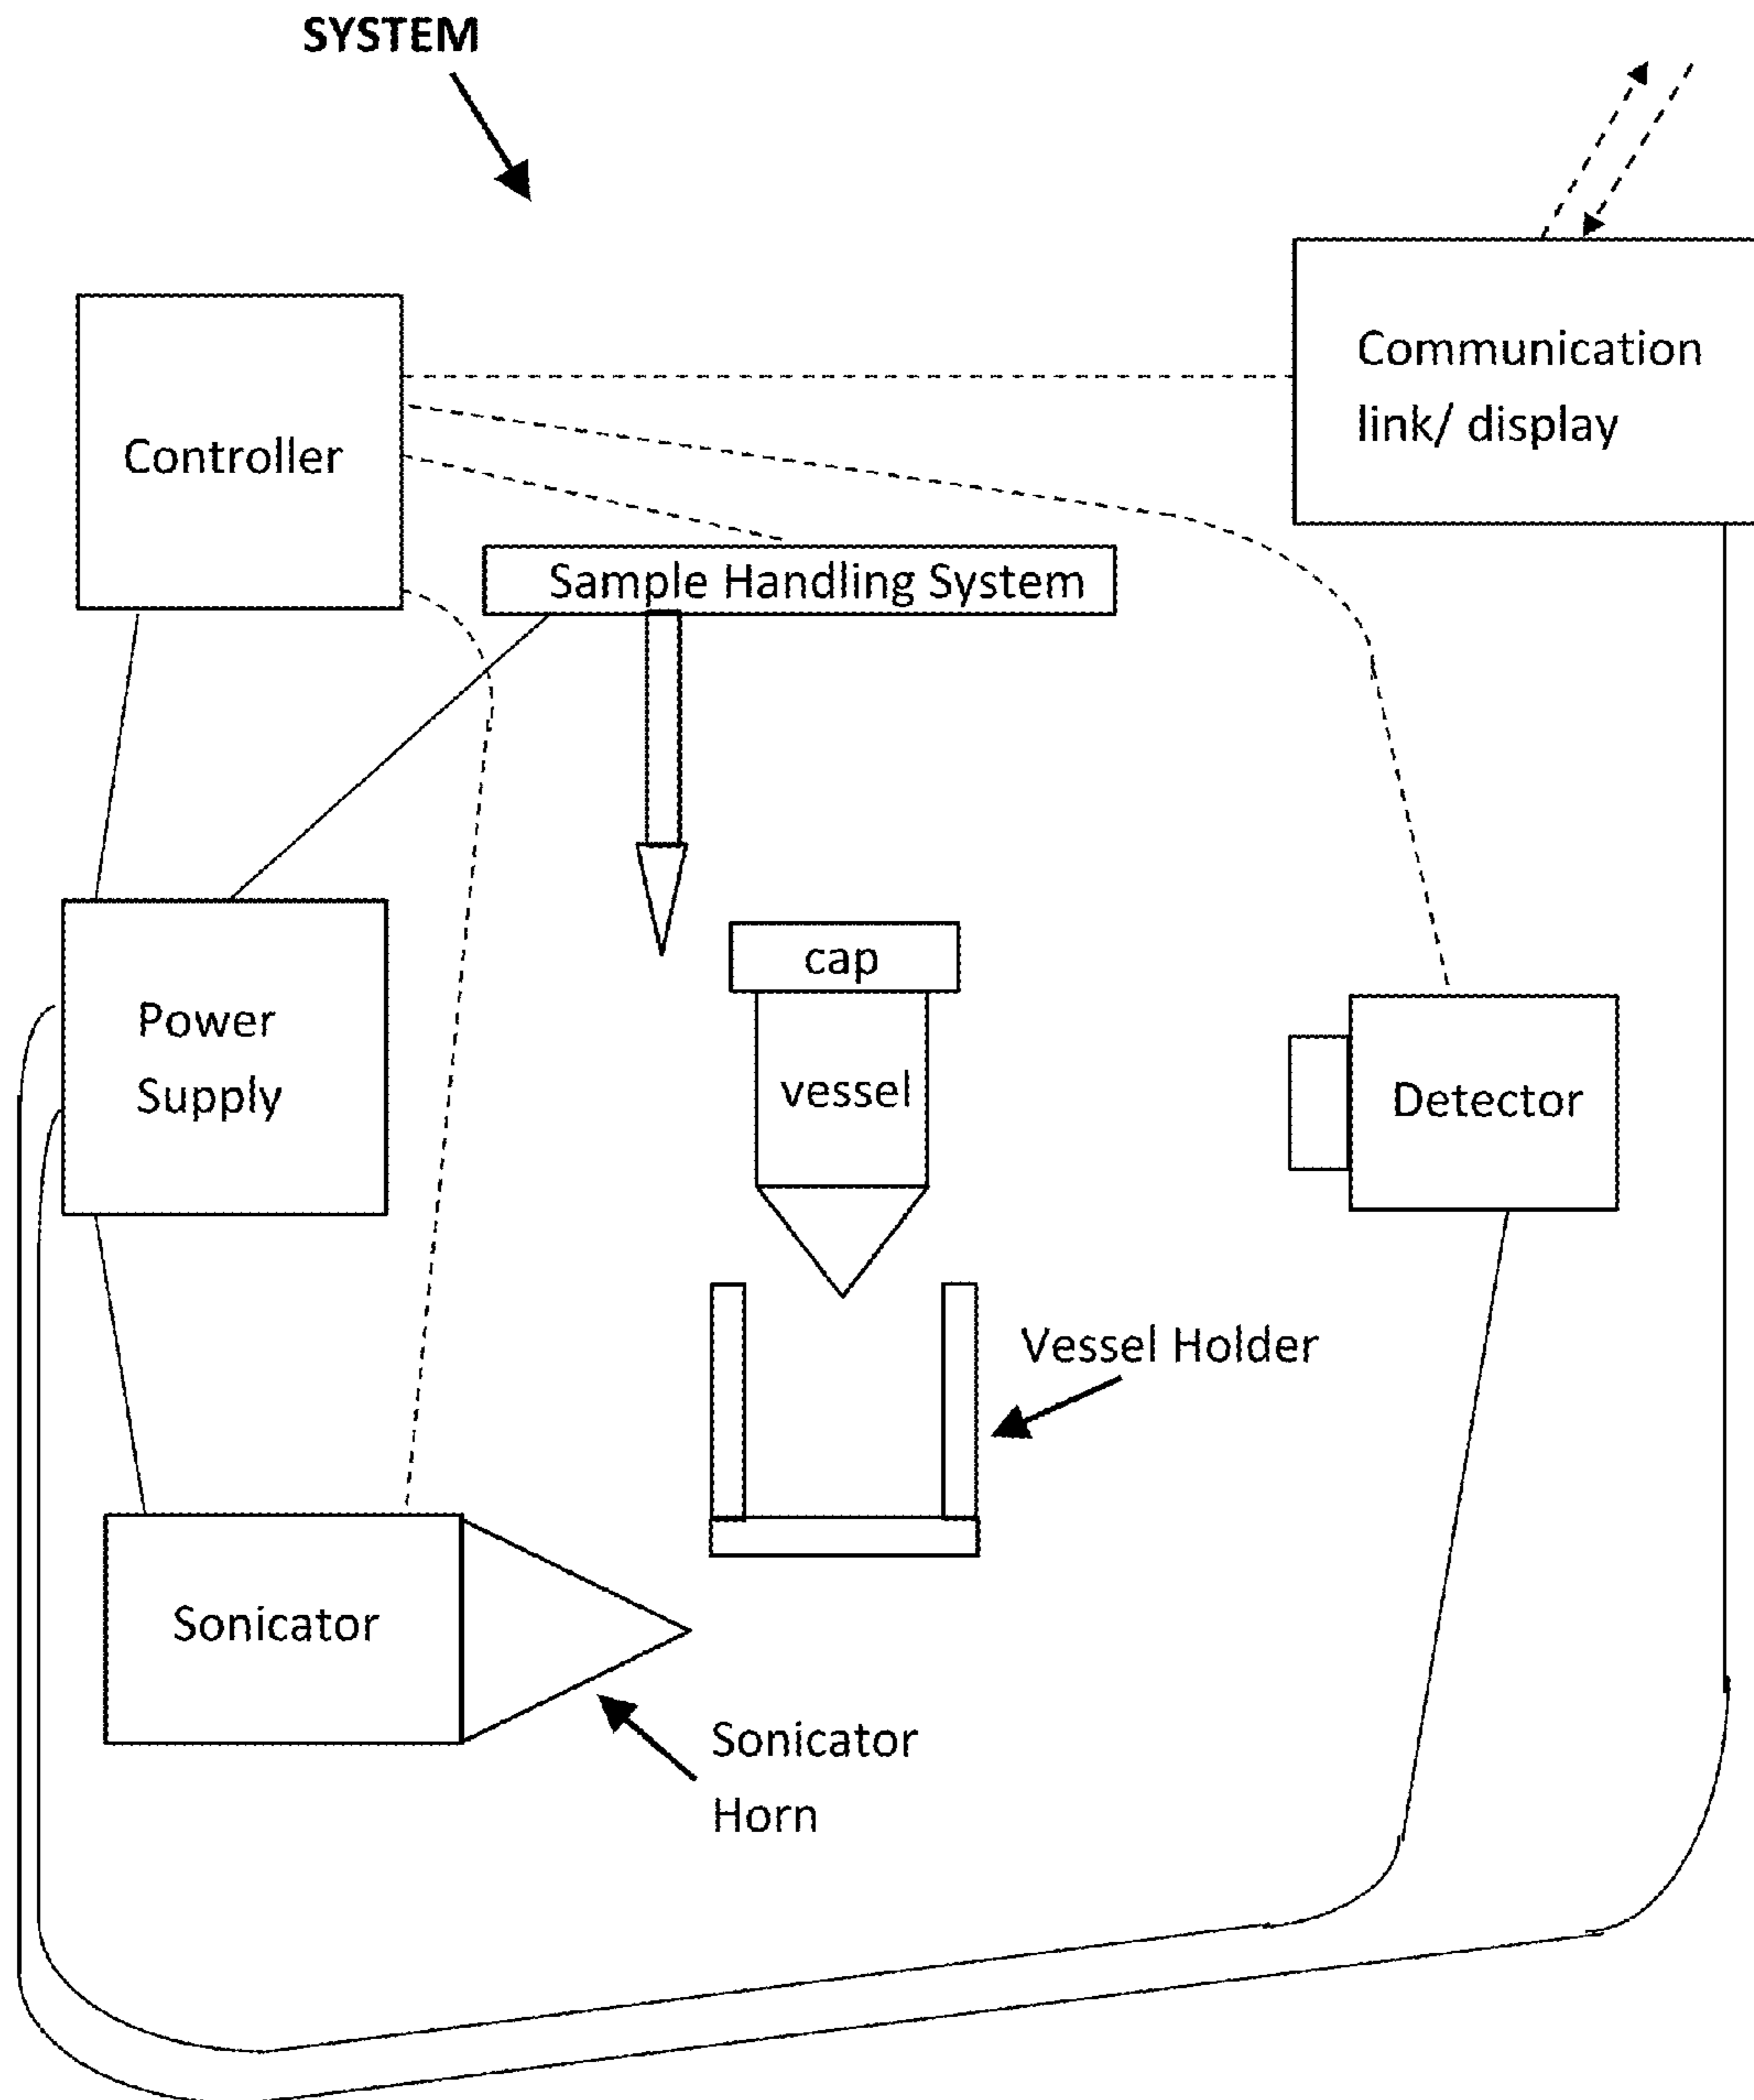 SYSTEM
Communication
link/ display
Controller
Sample Handling System
cap
Power
Supply
vessel
Detector
Vessel Holder
Sonicator
Sonicator
Horn